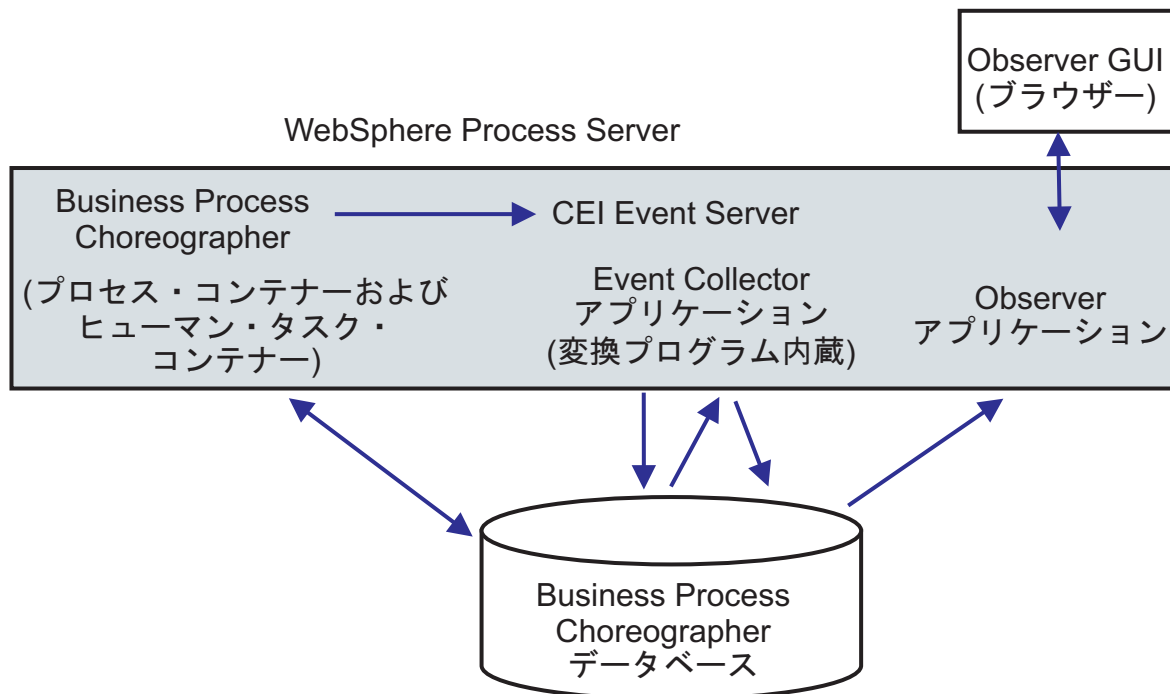 Observer GUI
(ブラウザー)
WebSphere Process Server
Business Process
Choreographer
(プロセス・コンテナーおよび
ヒューマン・タスク・
コンテナー)
CEI Event Server
Event Collector
アプリケーション
(変換プログラム内蔵)
Observer
アプリケーション
Business Process
Choreographer
データベース